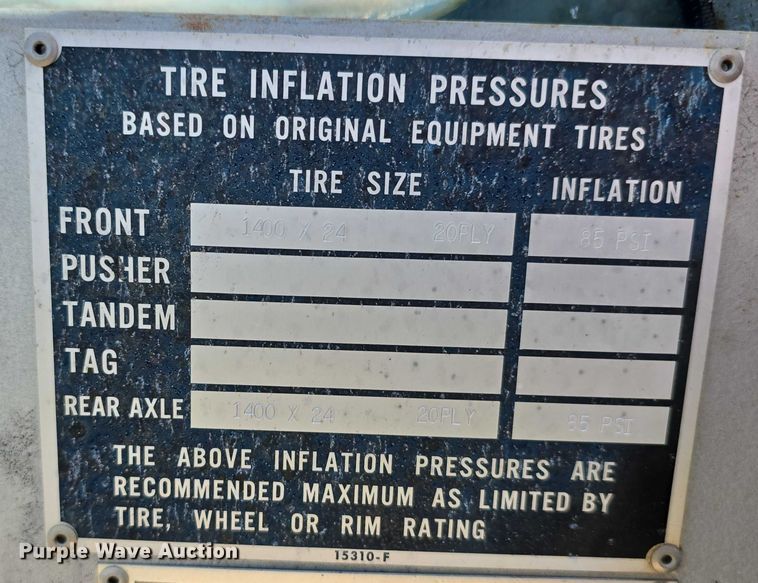 TIRE INFLATION PRESSURES
BASED ON ORIGINAL EQUIPMENT TIRES
TIRE SIZE INFLATION
FRONT 1400 X 24 20PLY 85 PSI
PUSHER
TANDEM
TAG
REAR AXLE 1400 X 24 20PLY 85 PSI
THE ABOVE INFLATION PRESSURES ARE
RECOMMENDED MAXIMUM AS LIMITED BY
TIRE, WHEEL OR RIM RATING
15310-F
Purple Wave Auction